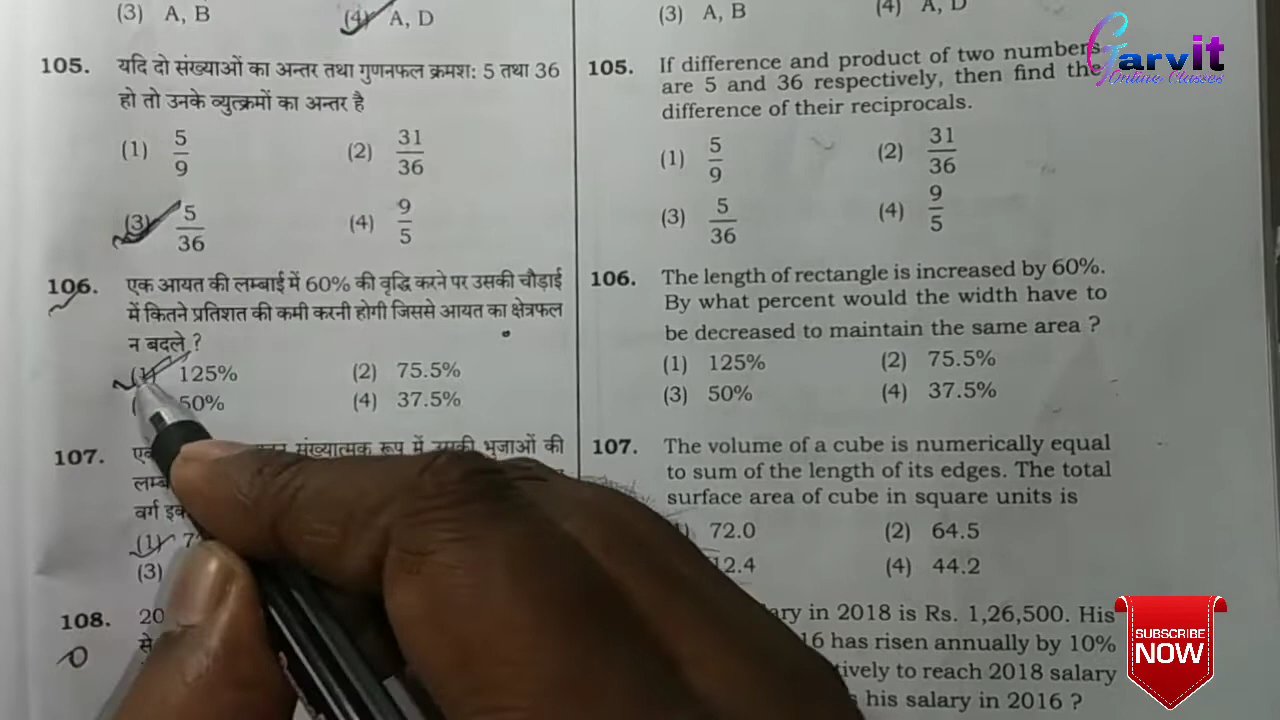 (3) A, B (4) A, D
105. यदि दो संख्याओं का अन्तर तथा गुणनफल क्रमशः 5 तथा 36
हो तो उनके व्युत्क्रमों का अन्तर है
(1) 5/9 (2) 31/36
(3) 5/36 (4) 9/5
106. एक आयत की लम्बाई में 60% की वृद्धि करने पर उसकी चौड़ाई
में कितने प्रतिशत की कमी करनी होगी जिससे आयत का क्षेत्रफल
न बदले ?
(1) 125% (2) 75.5%
50% (4) 37.5%
107. संख्यात्मक रूप में उसकी भुजाओं की
(1)
(3)
108. 20
से
(3) A, B (4) A, D
105. If difference and product of two numbers
are 5 and 36 respectively, then find the
difference of their reciprocals.
(1) 5/9 (2) 31/36
(3) 5/36 (4) 9/5
106. The length of rectangle is increased by 60%.
By what percent would the width have to
be decreased to maintain the same area ?
(1) 125% (2) 75.5%
(3) 50% (4) 37.5%
107. The volume of a cube is numerically equal
to sum of the length of its edges. The total
surface area of cube in square units is
72.0 (2) 64.5
12.4 (4) 44.2
in 2018 is Rs. 1,26,500. His
has risen annually by 10%
to reach 2018 salary
his salary in 2016 ?
Garvit
Online Classes
SUBSCRIBE
NOW